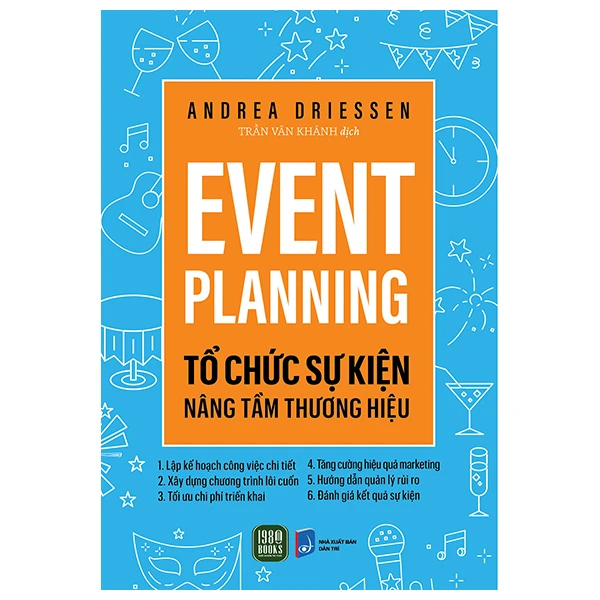 ANDREA DRIESSEN
TRẦN VĂN KHÁNH dịch
EVENT
PLANNING
TỔ CHỨC SỰ KIỆN
NÂNG TẦM THƯƠNG HIỆU
1. Lập kế hoạch công việc chi tiết
2. Xây dựng chương trình lôi cuốn
3. Tối ưu chi phí triển khai
4. Tăng cường hiệu quả marketing
5. Hướng dẫn quản lý rủi ro
6. Đánh giá kết quả sự kiện
1980
BOOKS
NHÀ XUẤT BẢN
DÂN TRÍ